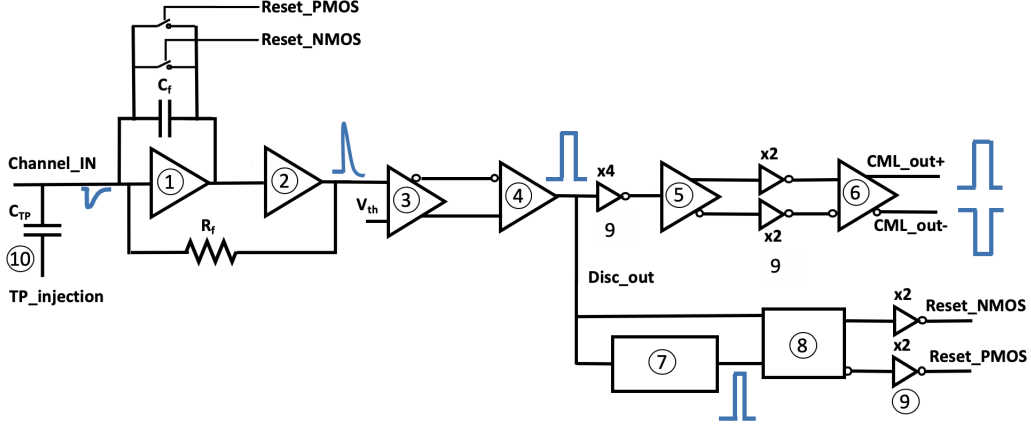 Reset_PMOS
Reset_NMOS
Cf
Channel_IN
CTP
⑩
TP_injection
①
②
Rf
Vth
③
④
x4
9
⑤
x2
x2
9
⑥
CML_out+
CML_out-
Disc_out
⑦
⑧
x2
Reset_NMOS
x2
Reset_PMOS
⑨